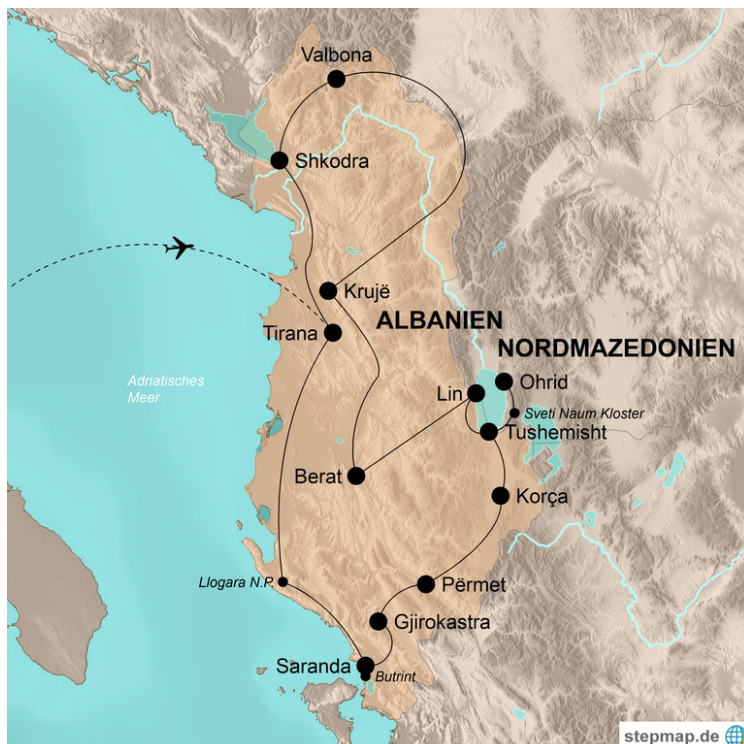 Valbona
Shkodra
Krujë
Tirana
ALBANIEN
NORDMAZEDONIEN
Adriatisches
Meer
Lin
Ohrid
Sveti Naum Kloster
Tushemisht
Berat
Korça
Llogara N.P.
Përmet
Gjirokastra
Saranda
Butrint
stepmap.de